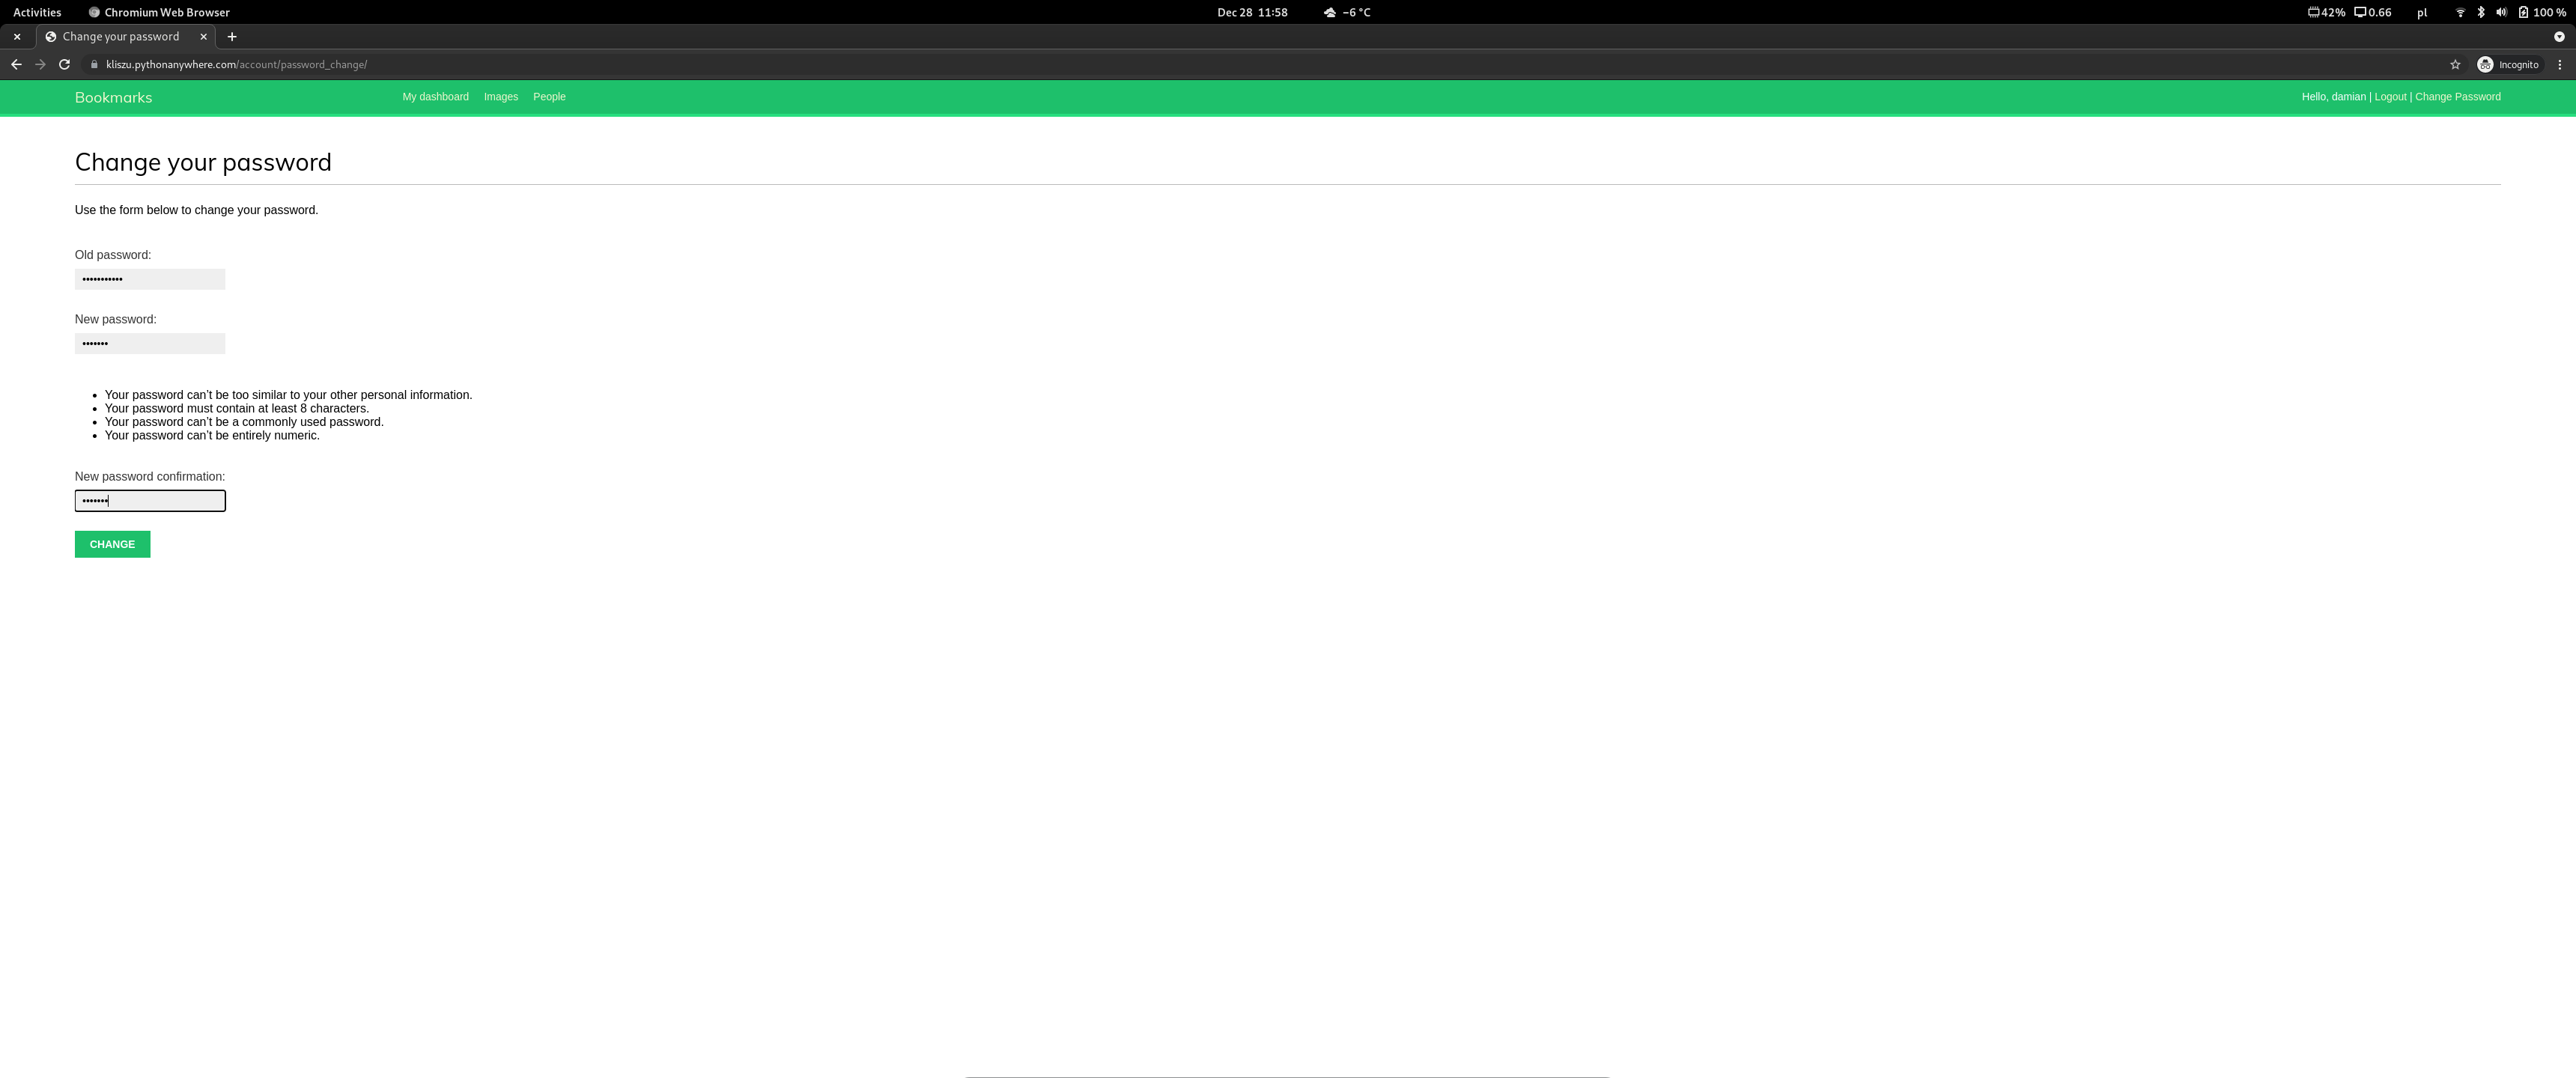 Activities Chromium Web Browser Dec 28 11:58 −6 °C 42% 0.66 pl 100 %
Change your password
kliszu.pythonanywhere.com/account/password_change/ Incognito
Bookmarks My dashboard Images People Hello, damian | Logout | Change Password
Change your password
Use the form below to change your password.
Old password:
•••••••••••
New password:
•••••••
• Your password can’t be too similar to your other personal information.
• Your password must contain at least 8 characters.
• Your password can’t be a commonly used password.
• Your password can’t be entirely numeric.
New password confirmation:
•••••••
CHANGE